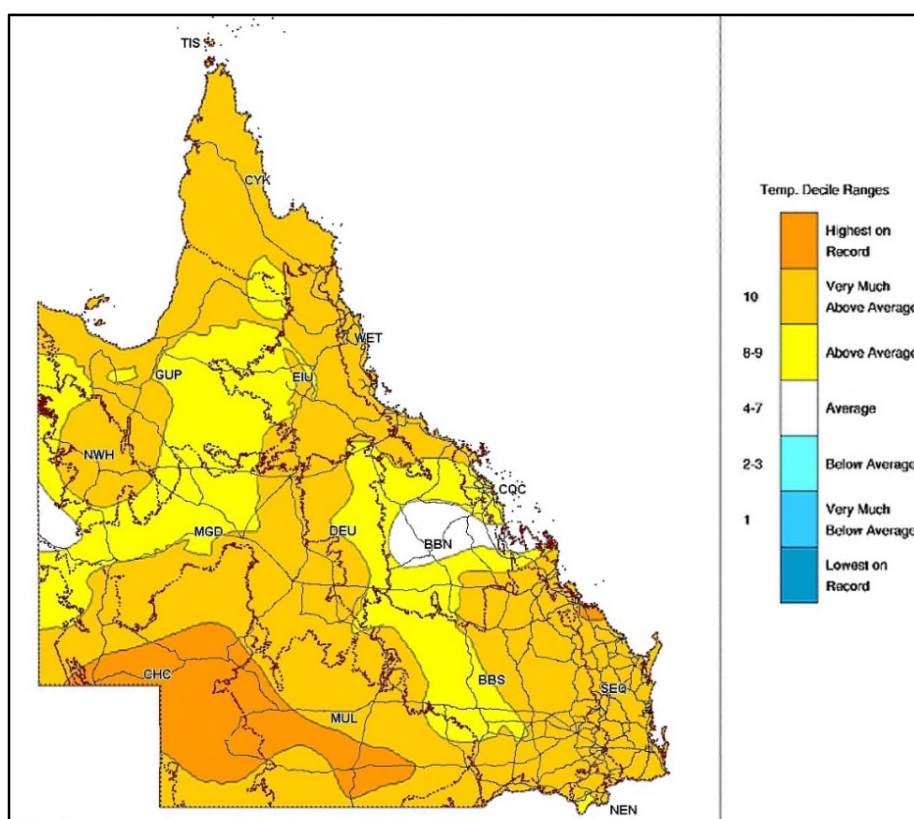 TIS
CYK
WET
GUP
EIU
NWH
CQC
MGD
DEU
BBN
CHC
BBS
SEQ
MUL
NEN
Temp. Decile Ranges
Highest on
Record
10
Very Much
Above Average
8-9
Above Average
4-7
Average
2-3
Below Average
1
Very Much
Below Average
Lowest on
Record